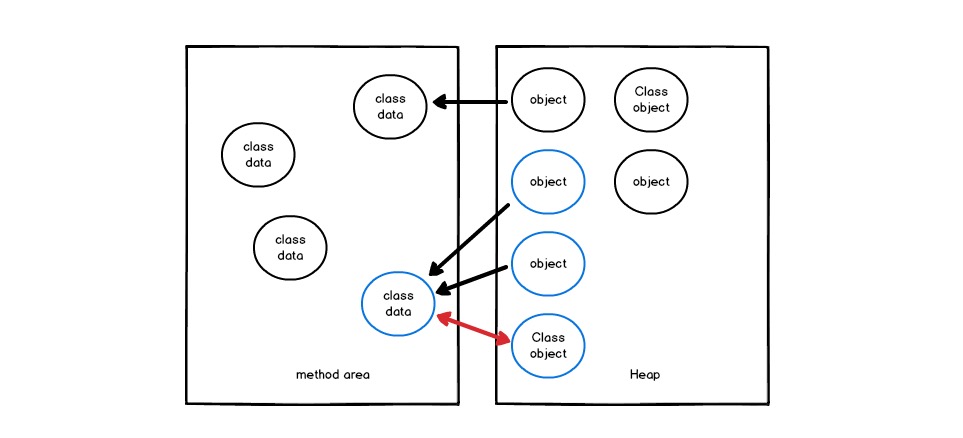 class
data
class
data
class
data
class
data
method area
object
Class
object
object
object
object
Class
object
Heap